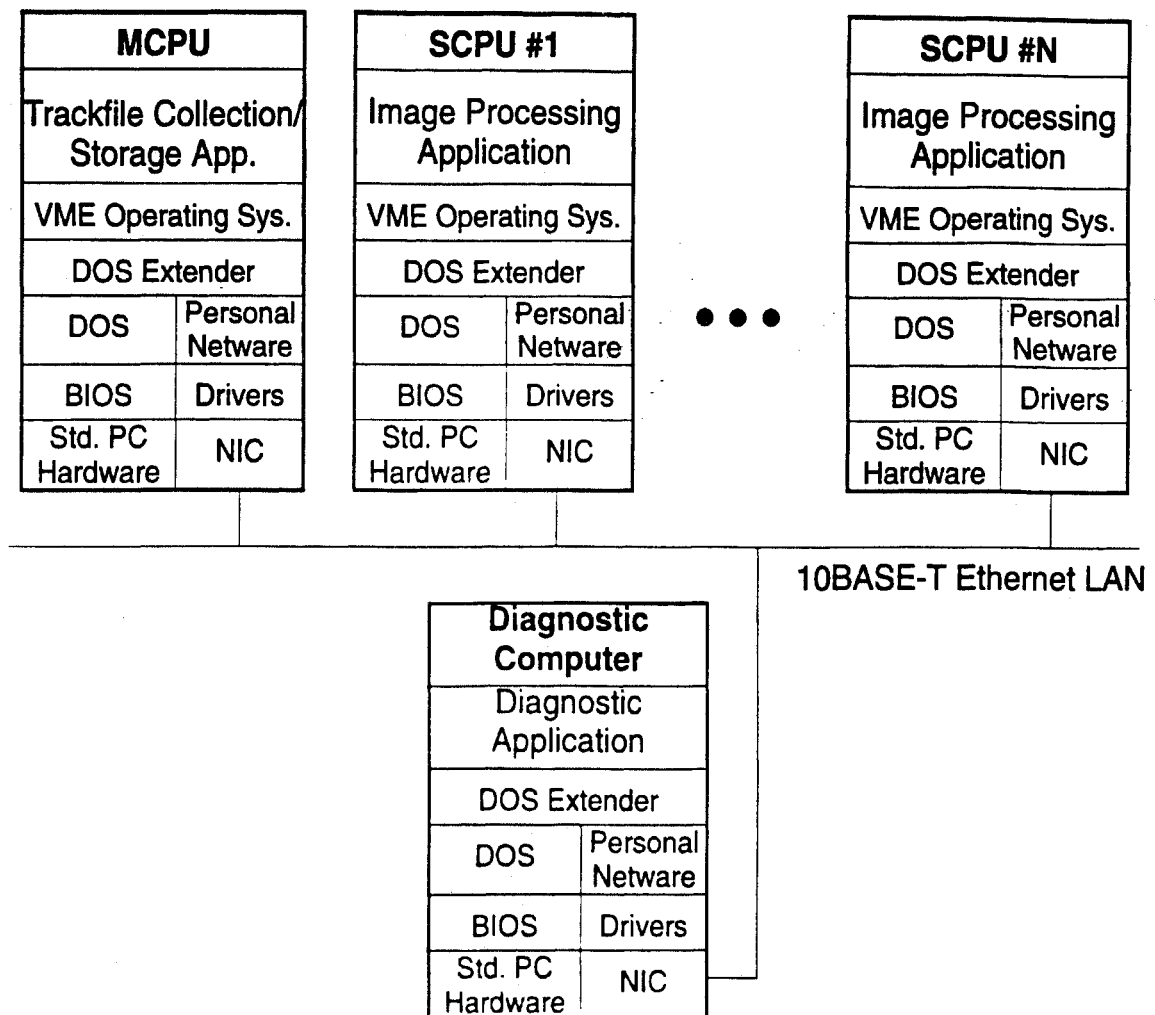 MCPU
Trackfile Collection/
Storage App.
VME Operating Sys.
DOS Extender
DOS
Personal
Netware
BIOS
Drivers
Std. PC
Hardware
NIC
SCPU #1
Image Processing
Application
VME Operating Sys.
DOS Extender
DOS
Personal
Netware
BIOS
Drivers
Std. PC
Hardware
NIC
SCPU #N
Image Processing
Application
VME Operating Sys.
DOS Extender
DOS
Personal
Netware
BIOS
Drivers
Std. PC
Hardware
NIC
10BASE-T Ethernet LAN
Diagnostic
Computer
Diagnostic
Application
DOS Extender
DOS
Personal
Netware
BIOS
Drivers
Std. PC
Hardware
NIC